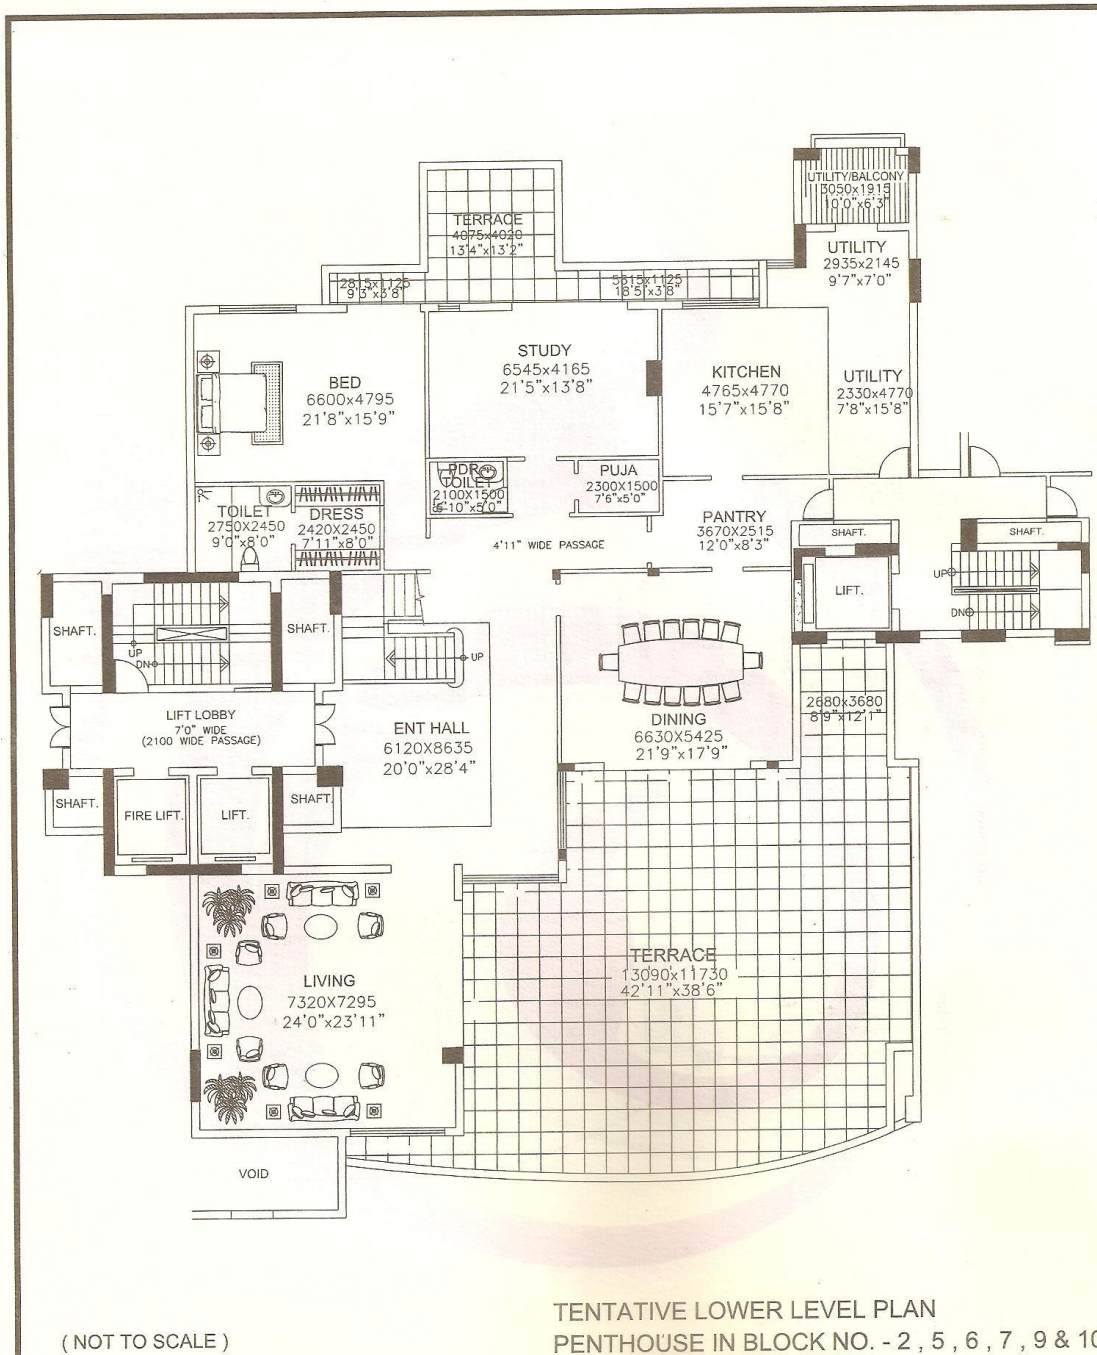 UTILITY/BALCONY
3050x1915
10'0"x6'3"
TERRACE
4075x4020
13'4"x13'2"
UTILITY
2935x2145
9'7"x7'0"
2815x1125
9'3"x3'8"
5615x1125
18'5"x3'8"
BED
6600x4795
21'8"x15'9"
STUDY
6545x4165
21'5"x13'8"
KITCHEN
4765x4770
15'7"x15'8"
UTILITY
2330x4770
7'8"x15'8"
PDR.
TOILET
2100X1500
6'10"x5'0"
PUJA
2300X1500
7'6"x5'0"
TOILET
2750X2450
9'0"x8'0"
DRESS
2420X2450
7'11"x8'0"
4'11" WIDE PASSAGE
PANTRY
3670X2515
12'0"x8'3"
SHAFT.
SHAFT.
LIFT.
UP
DN
SHAFT.
SHAFT.
UP
DN
UP
LIFT LOBBY
7'0" WIDE
(2100 WIDE PASSAGE)
ENT HALL
6120X8635
20'0"x28'4"
DINING
6630X5425
21'9"x17'9"
2680x3680
8'9"x12'1"
SHAFT.
FIRE LIFT.
LIFT.
SHAFT.
LIVING
7320X7295
24'0"x23'11"
TERRACE
13090x11730
42'11"x38'6"
VOID
TENTATIVE LOWER LEVEL PLAN
( NOT TO SCALE )
PENTHOUSE IN BLOCK NO. - 2 , 5 , 6 , 7 , 9 & 10